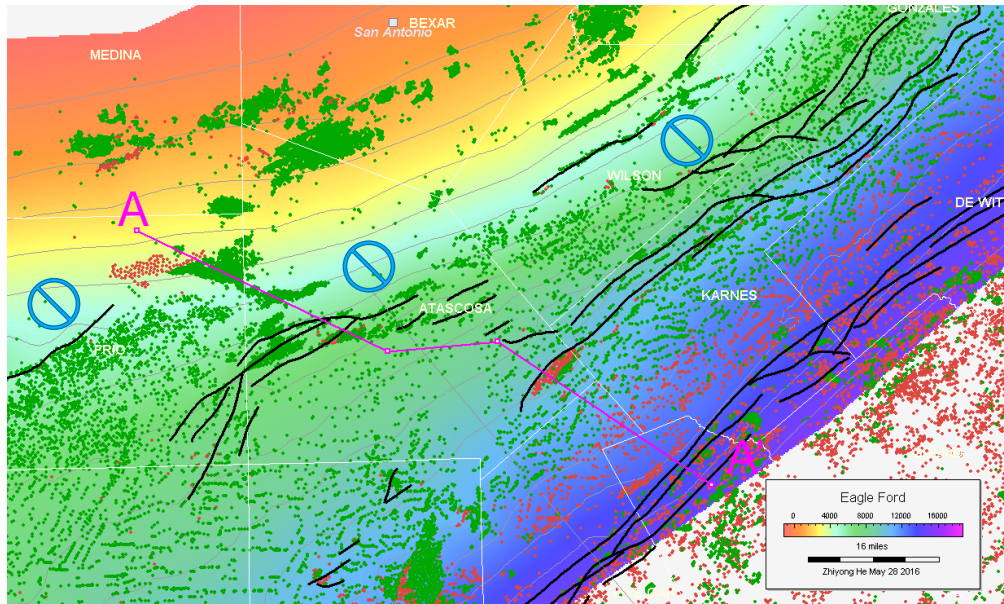 GONZALES
BEXAR
San Antonio
MEDINA
WILSON
DE WIT
A
KARNES
ATASCOSA
FRIO
A'
Eagle Ford
0 4000 8000 12000 16000
16 miles
Zhiyong He May 28 2016